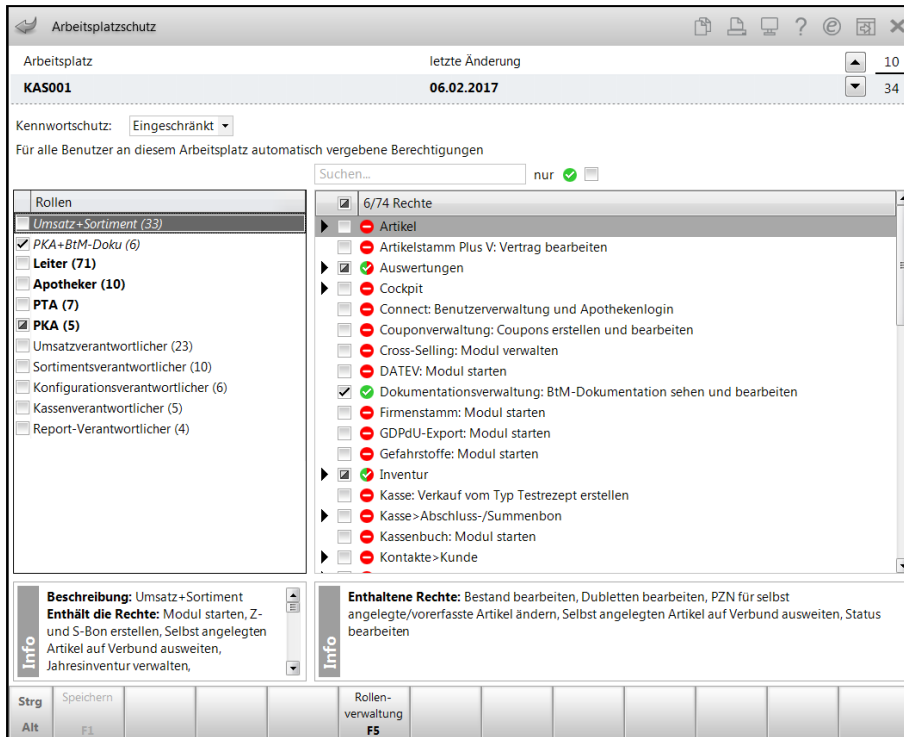 Arbeitsplatzschutz
Arbeitsplatz letzte Änderung 10
KAS001 06.02.2017 34
Kennwortschutz: Eingeschränkt
Für alle Benutzer an diesem Arbeitsplatz automatisch vergebene Berechtigungen
Suchen... nur
Rollen
Umsatz+Sortiment (33)
PKA+BtM-Doku (6)
Leiter (71)
Apotheker (10)
PTA (7)
PKA (5)
Umsatzverantwortlicher (23)
Sortimentsverantwortlicher (10)
Konfigurationsverantwortlicher (6)
Kassenverantwortlicher (5)
Report-Verantwortlicher (4)
6/74 Rechte
Artikel
Artikelstamm Plus V: Vertrag bearbeiten
Auswertungen
Cockpit
Connect: Benutzerverwaltung und Apothekenlogin
Couponverwaltung: Coupons erstellen und bearbeiten
Cross-Selling: Modul verwalten
DATEV: Modul starten
Dokumentationsverwaltung: BtM-Dokumentation sehen und bearbeiten
Firmenstamm: Modul starten
GDPdU-Export: Modul starten
Gefahrstoffe: Modul starten
Inventur
Kasse: Verkauf vom Typ Testrezept erstellen
Kasse>Abschluss-/Summenbon
Kassenbuch: Modul starten
Kontakte>Kunde
Info
Beschreibung: Umsatz+Sortiment
Enthält die Rechte: Modul starten, Z-
und S-Bon erstellen, Selbst angelegten
Artikel auf Verbund ausweiten,
Jahresinventur verwalten,
Info
Enthaltene Rechte: Bestand bearbeiten, Dubletten bearbeiten, PZN für selbst
angelegte/vorerfasste Artikel ändern, Selbst angelegten Artikel auf Verbund ausweiten, Status
bearbeiten
Strg
Alt
Speichern
F1
Rollen-
verwaltung
F5